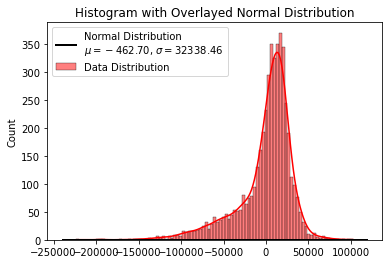 Histogram with Overlayed Normal Distribution
Normal Distribution
μ = −462.70, σ = 32338.46
Data Distribution
Count
350
300
250
200
150
100
50
0
−250000 −200000 −150000 −100000 −50000 0 50000 100000